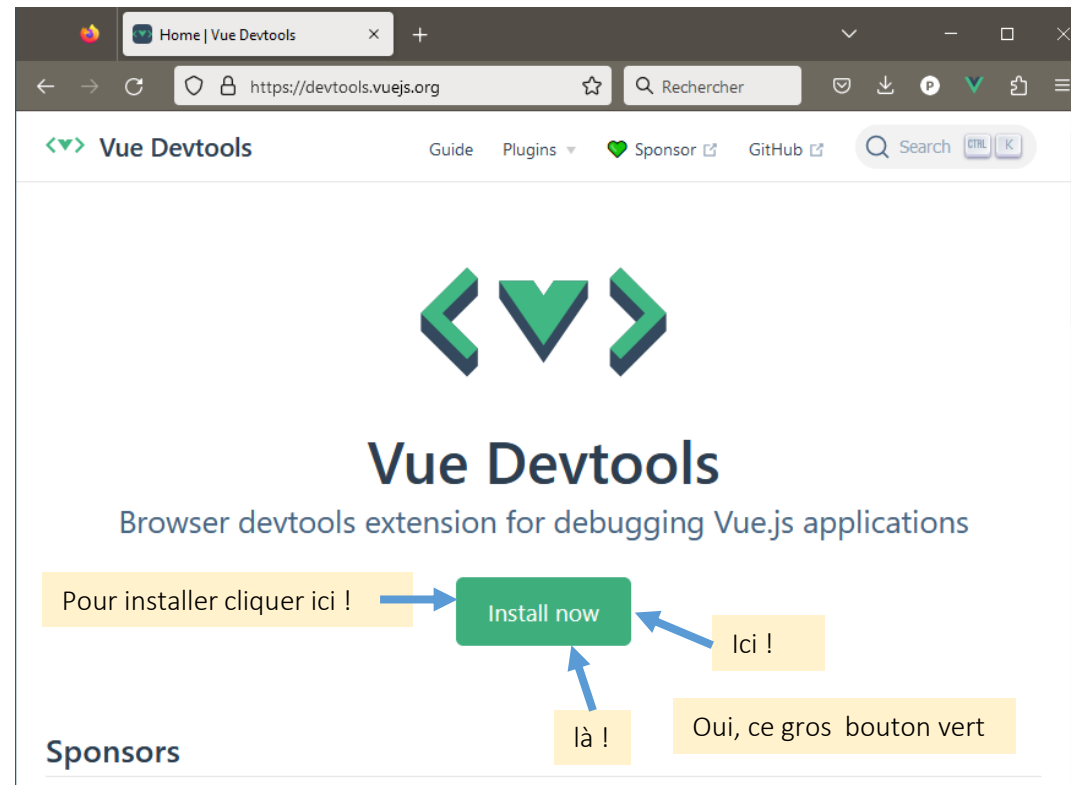 Home | Vue Devtools
https://devtools.vuejs.org
Rechercher
P
Vue Devtools
Guide
Plugins
Sponsor
GitHub
Search
CTRL
K
Vue Devtools
Browser devtools extension for debugging Vue.js applications
Pour installer cliquer ici !
Install now
Ici !
là !
Oui, ce gros  bouton vert
Sponsors